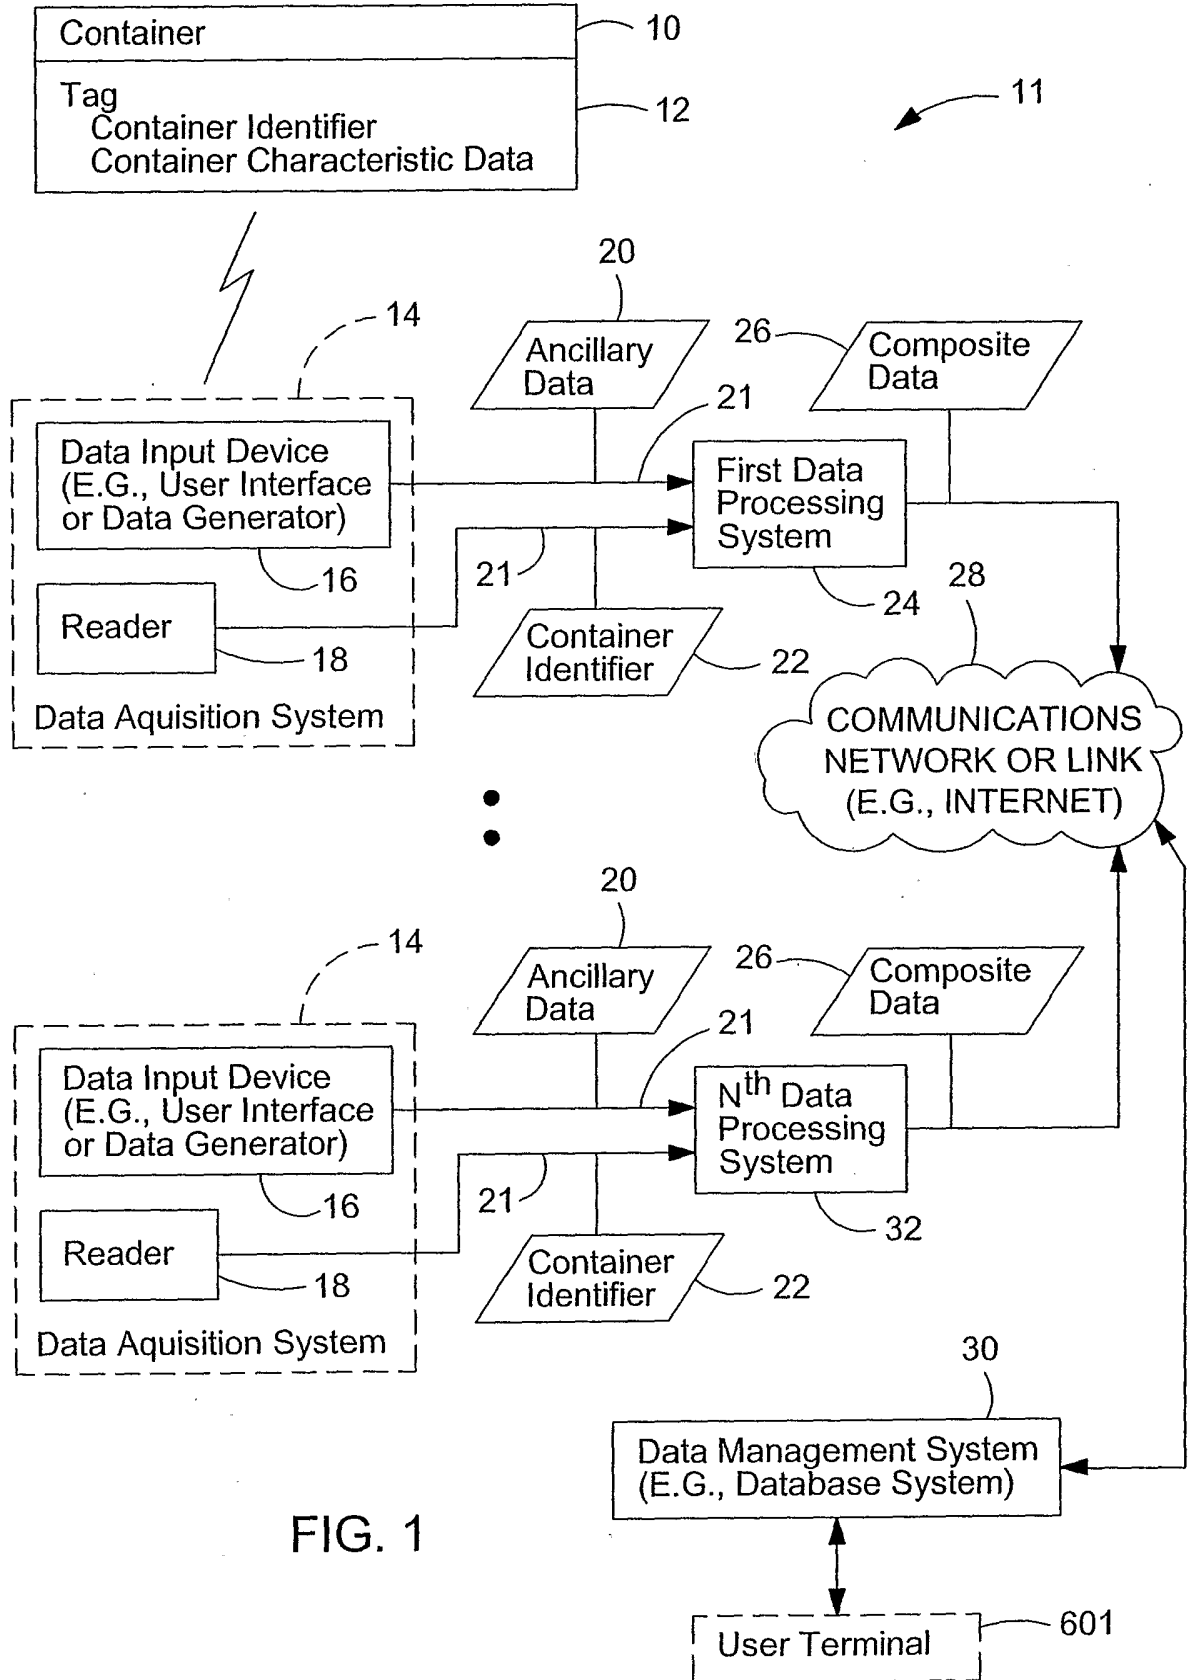 Container
10
Tag
Container Identifier
Container Characteristic Data
12
11
20
14
Ancillary
Data
26
Composite
Data
21
Data Input Device
(E.G., User Interface
or Data Generator)
First Data
Processing
System
21
16
24
28
Reader
18
Container
Identifier
22
Data Aquisition System
COMMUNICATIONS
NETWORK OR LINK
(E.G., INTERNET)
20
14
Ancillary
Data
26
Composite
Data
21
Data Input Device
(E.G., User Interface
or Data Generator)
Nth Data
Processing
System
21
16
32
Reader
18
Container
Identifier
22
Data Aquisition System
30
Data Management System
(E.G., Database System)
FIG. 1
601
User Terminal